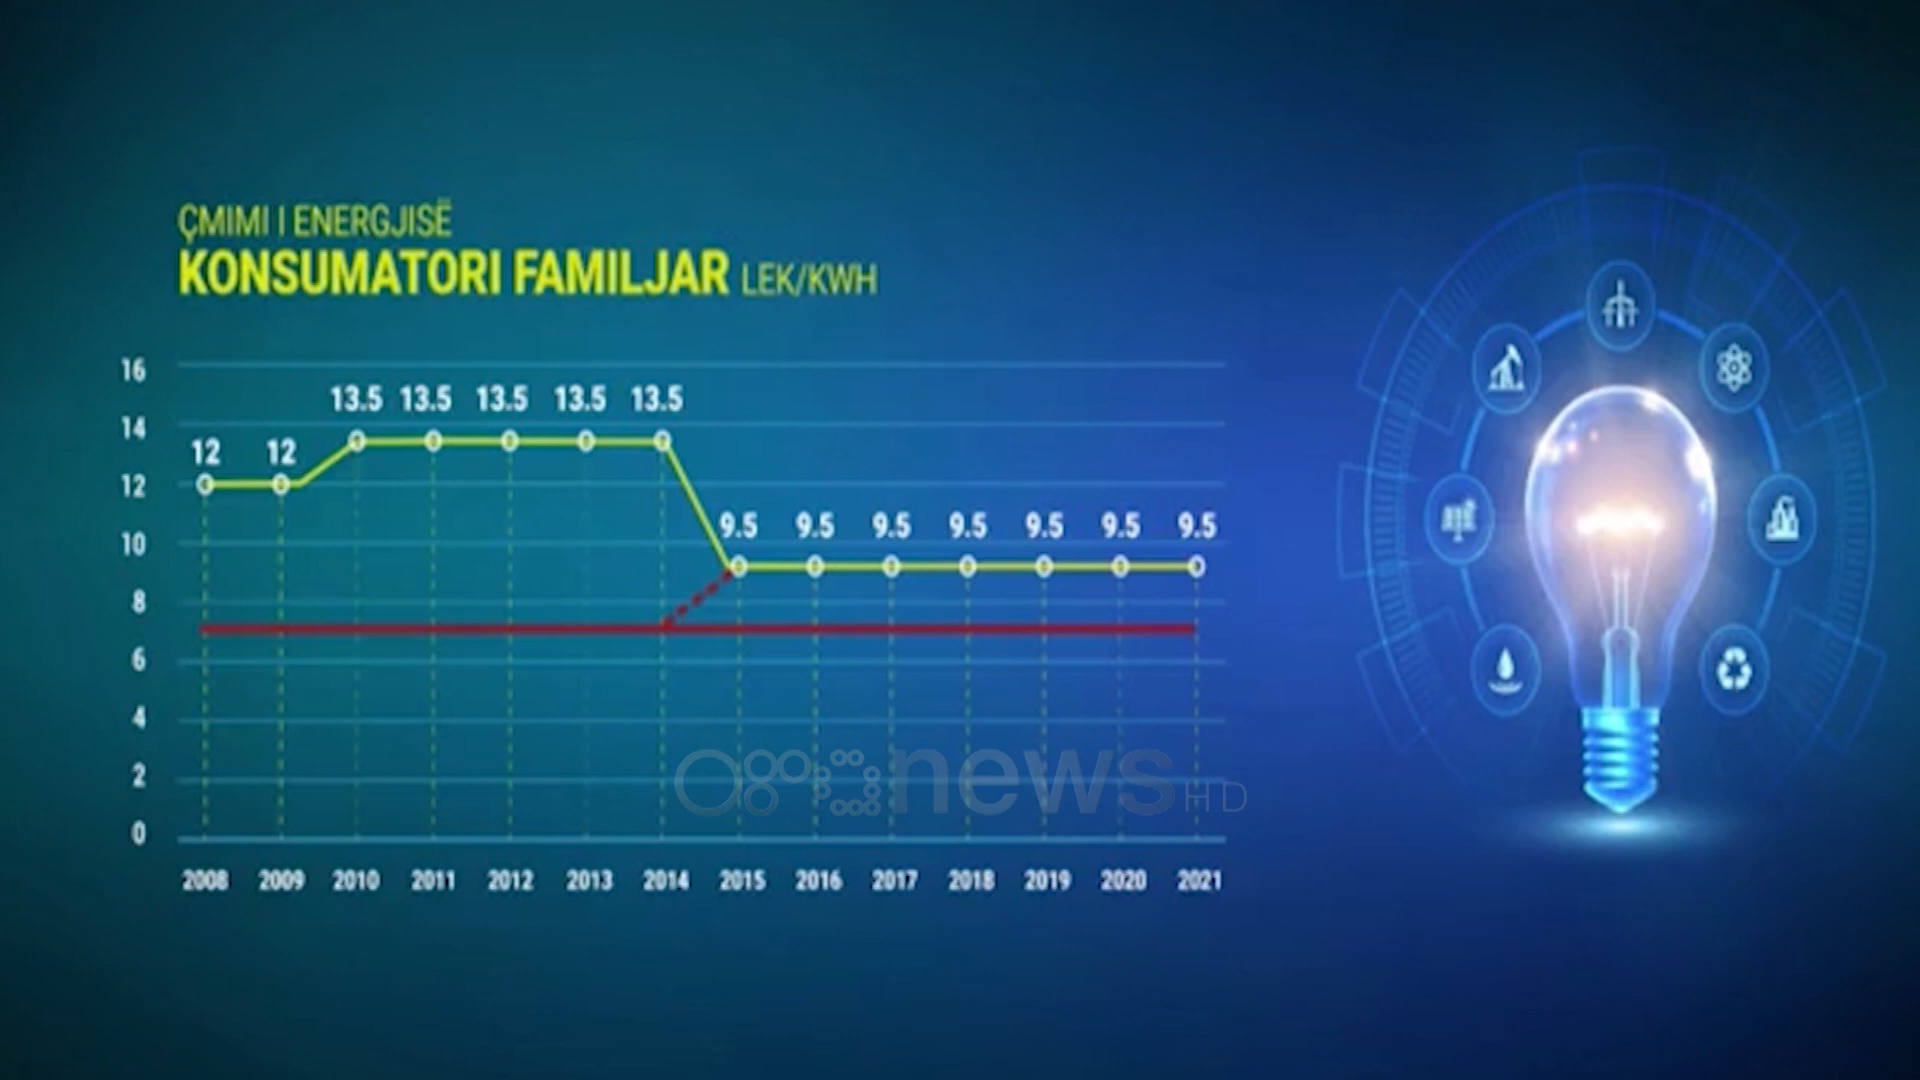 ÇMIMI I ENERGJISË
KONSUMATORI FAMILJAR LEK/KWH
16
14
12
10
8
6
4
2
0
12 12 13.5 13.5 13.5 13.5 13.5 9.5 9.5 9.5 9.5 9.5 9.5 9.5
news HD
2008 2009 2010 2011 2012 2013 2014 2015 2016 2017 2018 2019 2020 2021